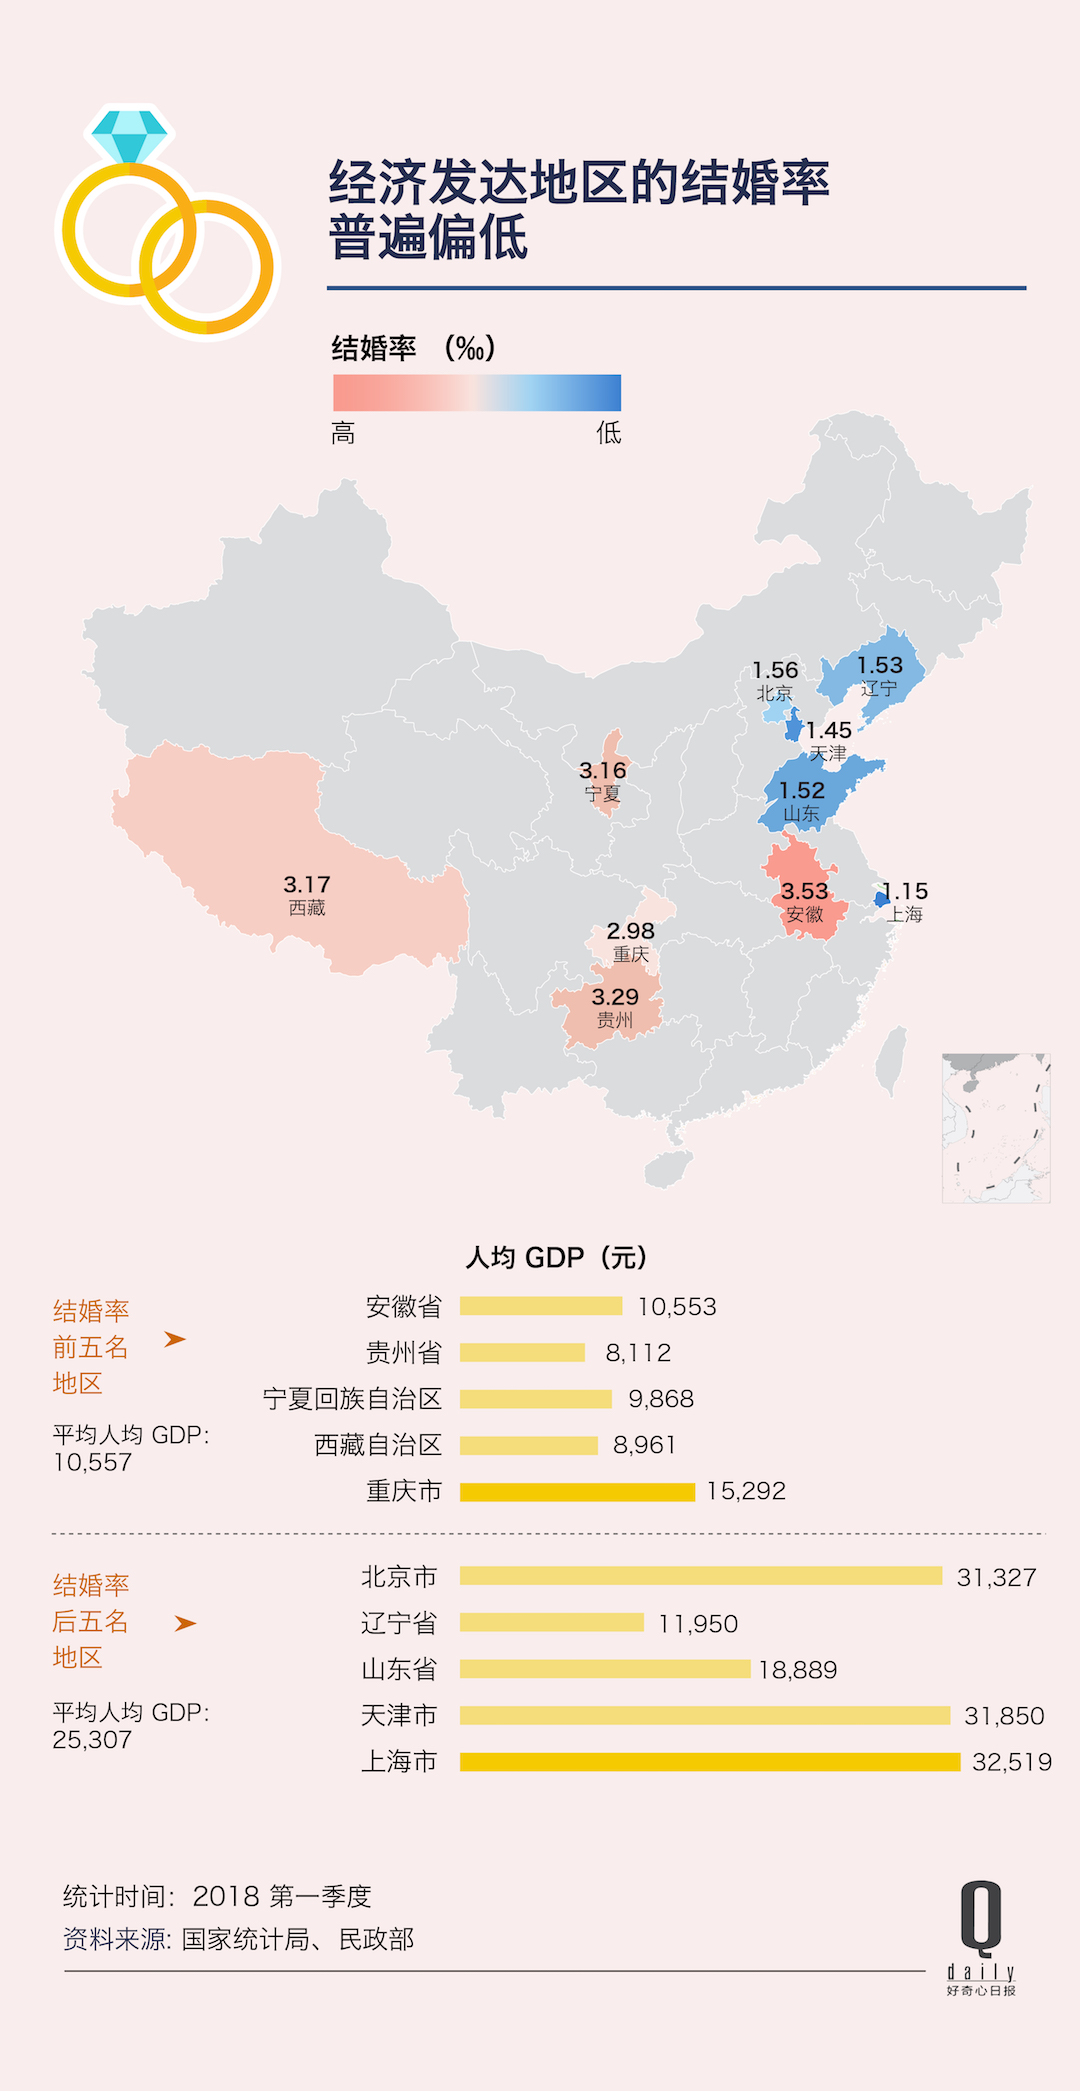 经济发达地区的结婚率
普遍偏低
结婚率 （‰）
高
低
1.56
北京
1.53
辽宁
1.45
天津
3.16
宁夏
1.52
山东
3.17
西藏
3.53
安徽
1.15
上海
2.98
重庆
3.29
贵州
人均 GDP（元）
结婚率
前五名
地区
平均人均 GDP：
10,557
安徽省 10,553
贵州省 8,112
宁夏回族自治区 9,868
西藏自治区 8,961
重庆市 15,292
结婚率
后五名
地区
平均人均 GDP：
25,307
北京市 31,327
辽宁省 11,950
山东省 18,889
天津市 31,850
上海市 32,519
统计时间：2018 第一季度
资料来源: 国家统计局、民政部
Q
daily
好奇心日报